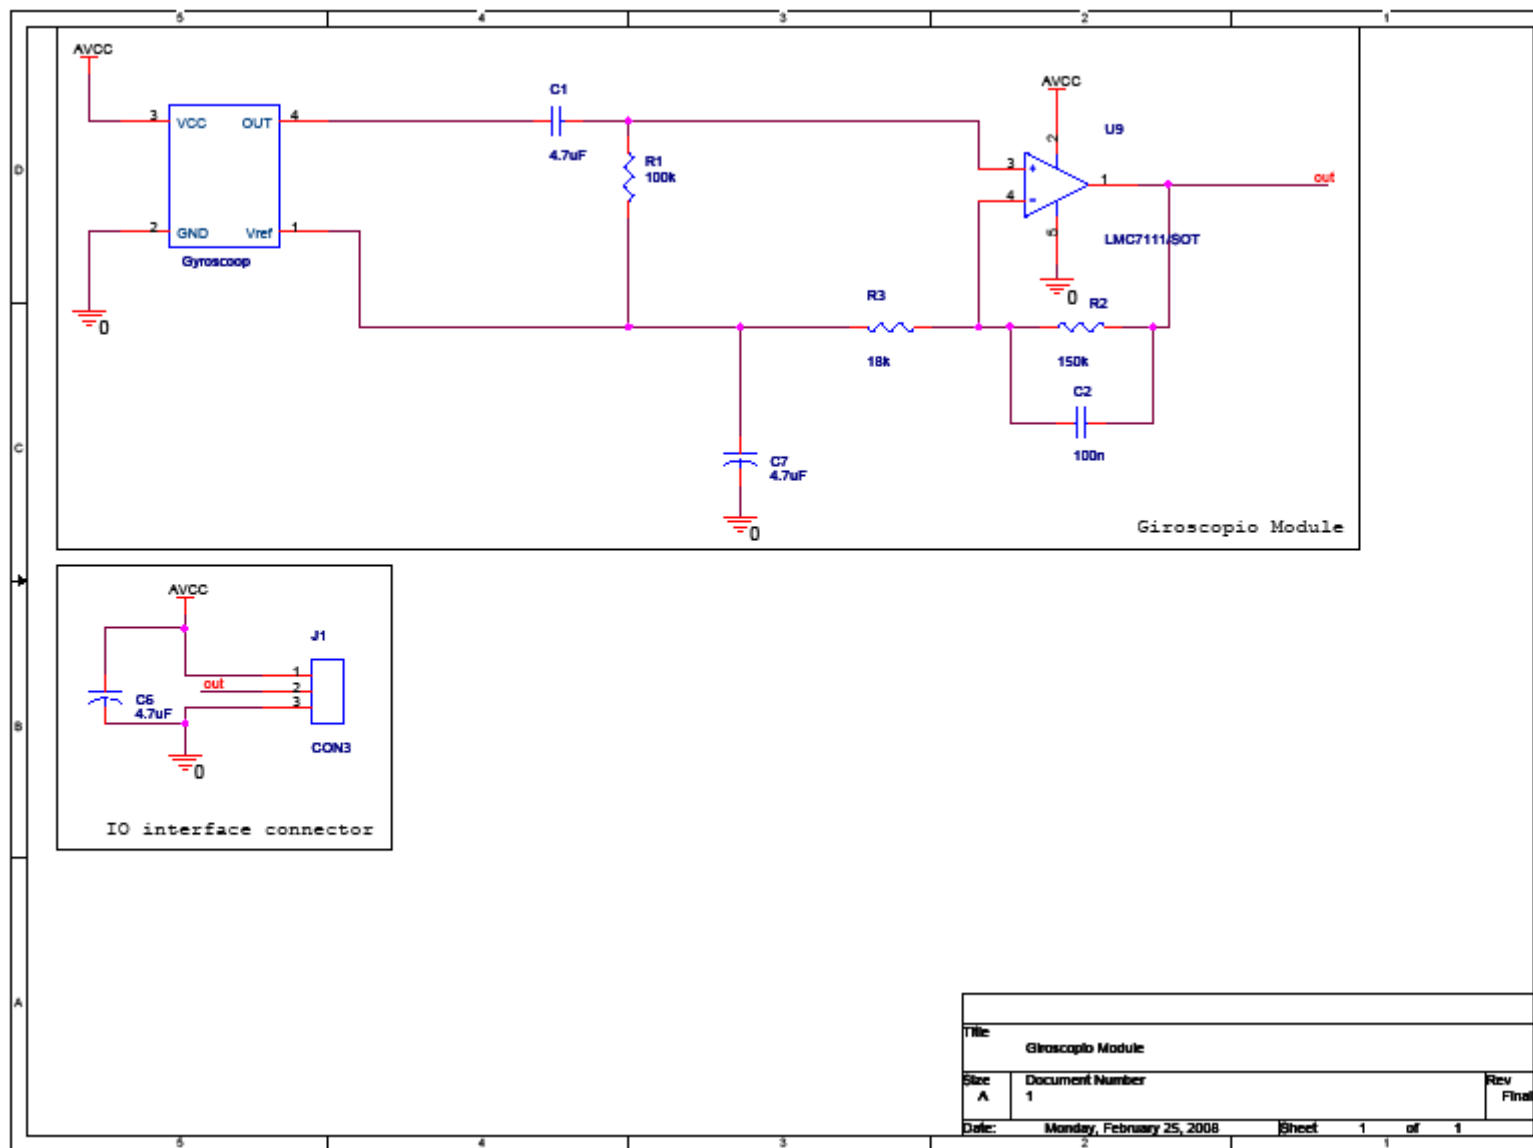 5 4 3 2 1
AVCC
3 VCC OUT 4
2 GND Vref 1
Gyroscoop
0
C1
4.7uF
R1
100k
AVCC
U9
2
3 +
4 -
1
5
out
LMC7111/SOT
0
R3
18k
R2
150k
C2
100n
C7
4.7uF
0
Giroscopio Module
D
C
B
A
AVCC
J1
1
out 2
3
C6
4.7uF
CON3
0
IO interface connector
Title
Giroscopio Module
Size
A
Document Number
1
Rev
Final
Date: Monday, February 25, 2008 Sheet 1 of 1
5 4 3 2 1